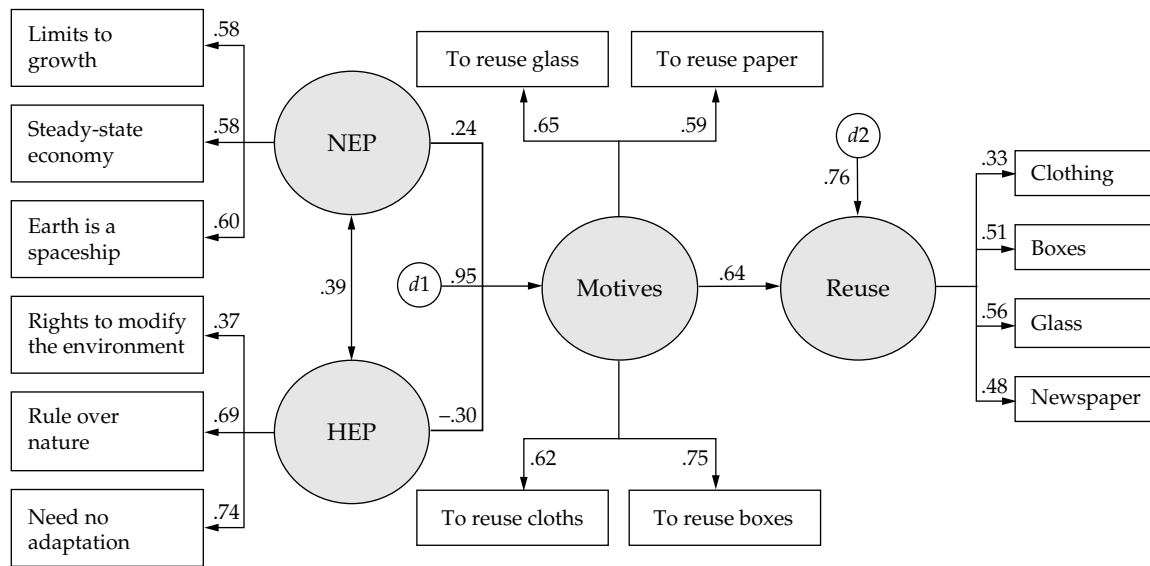 Limits to
growth
.58
Steady-state
economy
.58
Earth is a
spaceship
.60
Rights to modify
the environment
.37
Rule over
nature
.69
Need no
adaptation
.74
NEP
.24
.39
HEP
–.30
d1
.95
To reuse glass
.65
To reuse paper
.59
Motives
.64
To reuse cloths
.62
To reuse boxes
.75
d2
.76
Reuse
.33
Clothing
.51
Boxes
.56
Glass
.48
Newspaper